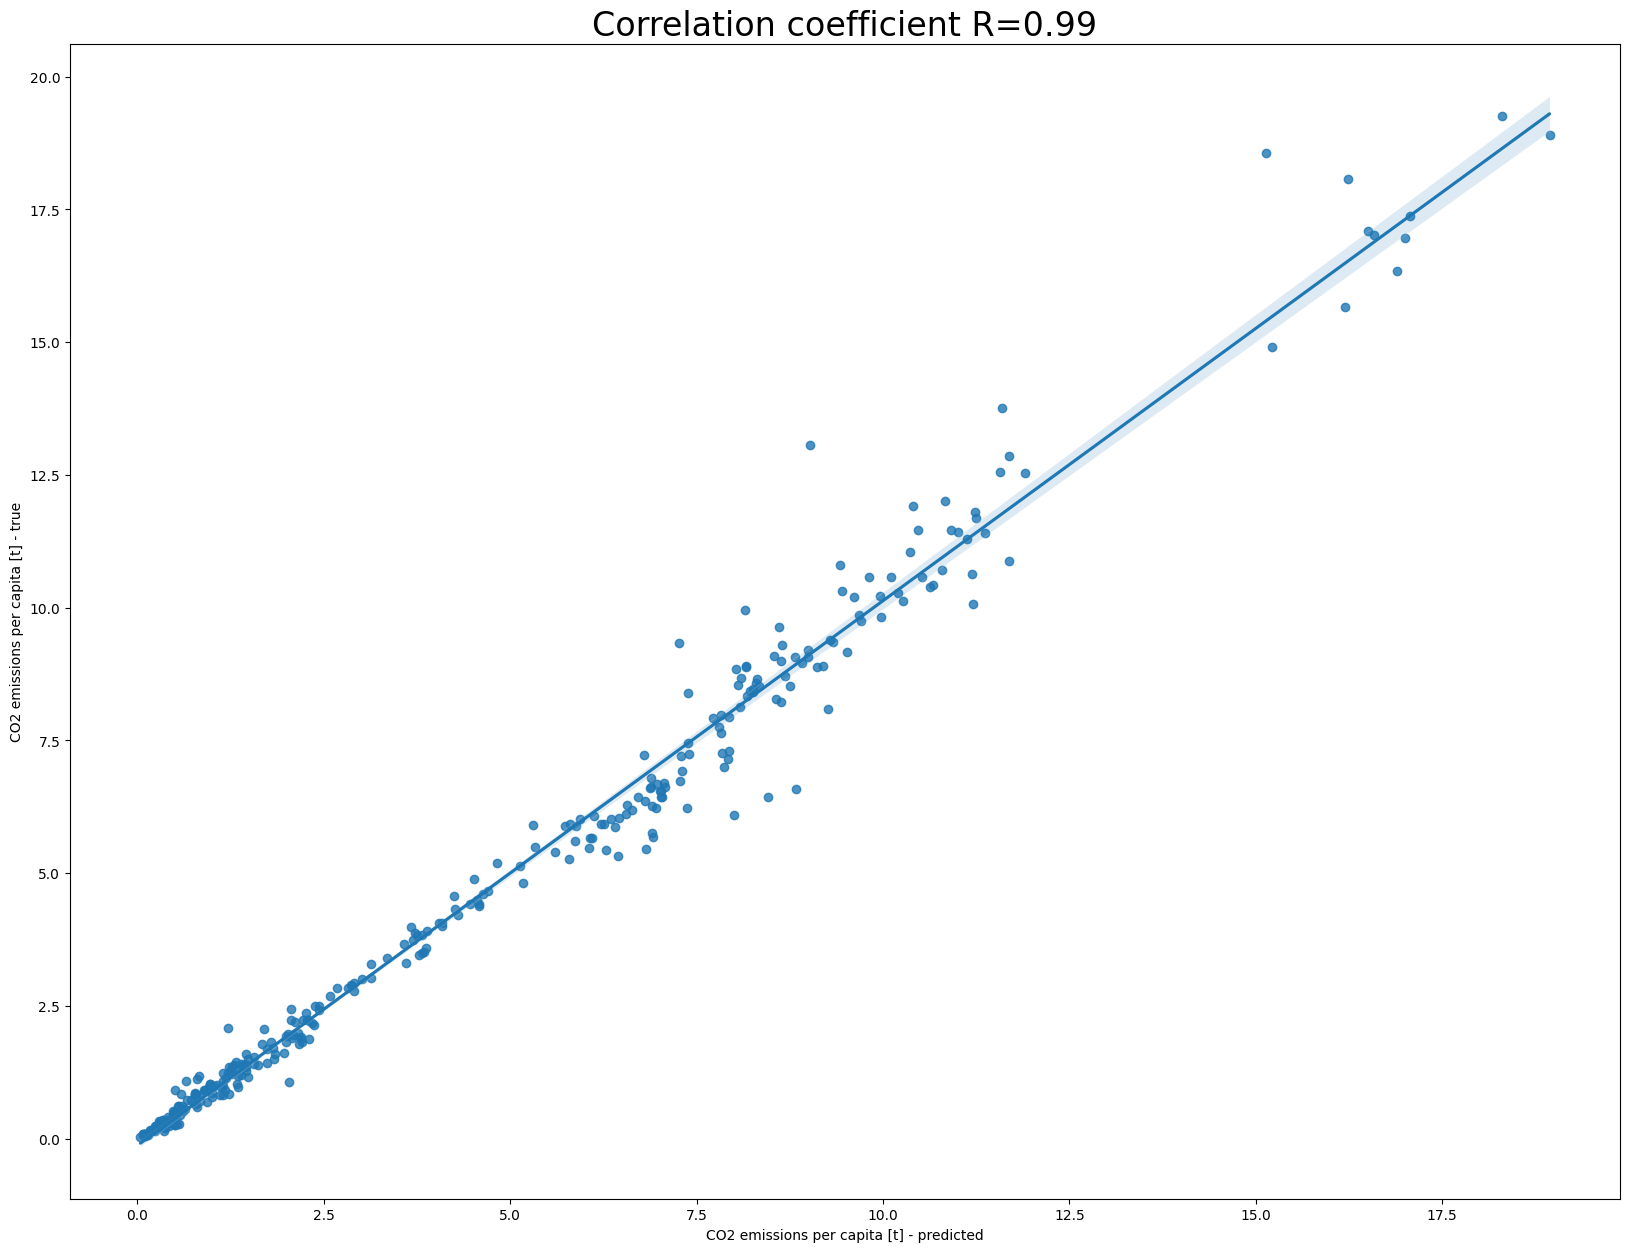 Correlation coefficient R=0.99
20.0
17.5
15.0
12.5
10.0
7.5
5.0
2.5
0.0
CO2 emissions per capita [t] - true
0.0 2.5 5.0 7.5 10.0 12.5 15.0 17.5
CO2 emissions per capita [t] - predicted